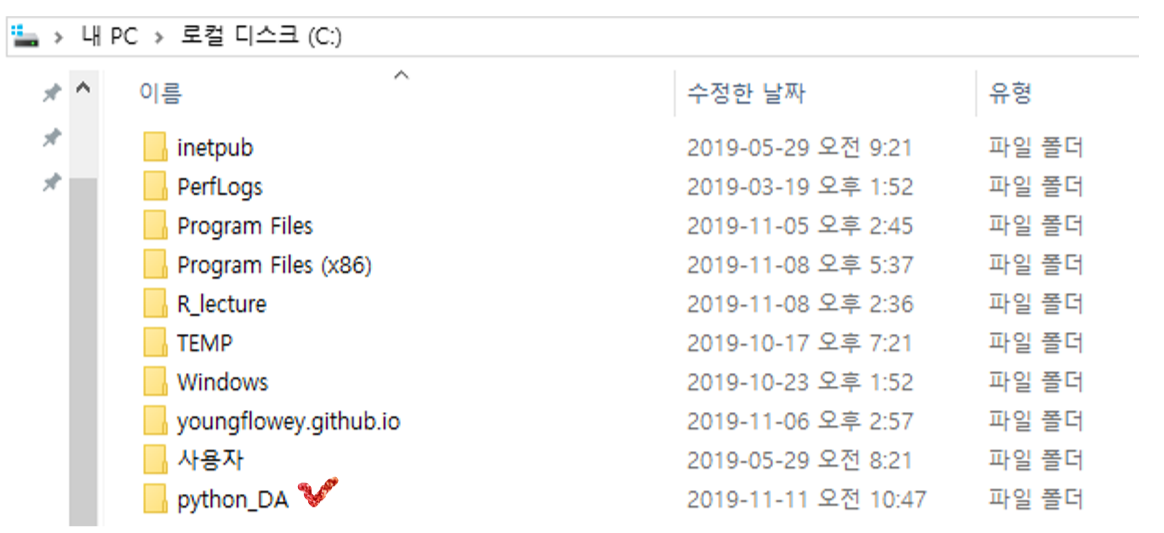 내 PC > 로컬 디스크 (C:)
이름 수정한 날짜 유형
inetpub 2019-05-29 오전 9:21 파일 폴더
PerfLogs 2019-03-19 오후 1:52 파일 폴더
Program Files 2019-11-05 오후 2:45 파일 폴더
Program Files (x86) 2019-11-08 오후 5:37 파일 폴더
R_lecture 2019-11-08 오후 2:36 파일 폴더
TEMP 2019-10-17 오후 7:21 파일 폴더
Windows 2019-10-23 오후 1:52 파일 폴더
youngflowey.github.io 2019-11-06 오후 2:57 파일 폴더
사용자 2019-05-29 오전 8:21 파일 폴더
python_DA 2019-11-11 오전 10:47 파일 폴더